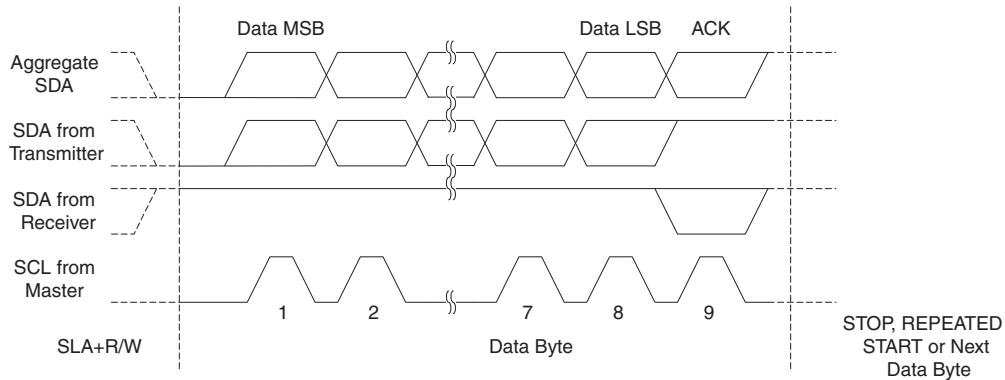 Data MSB
Data LSB
ACK
Aggregate
SDA
SDA from
Transmitter
SDA from
Receiver
SCL from
Master
1
2
7
8
9
SLA+R/W
Data Byte
STOP, REPEATED
START or Next
Data Byte